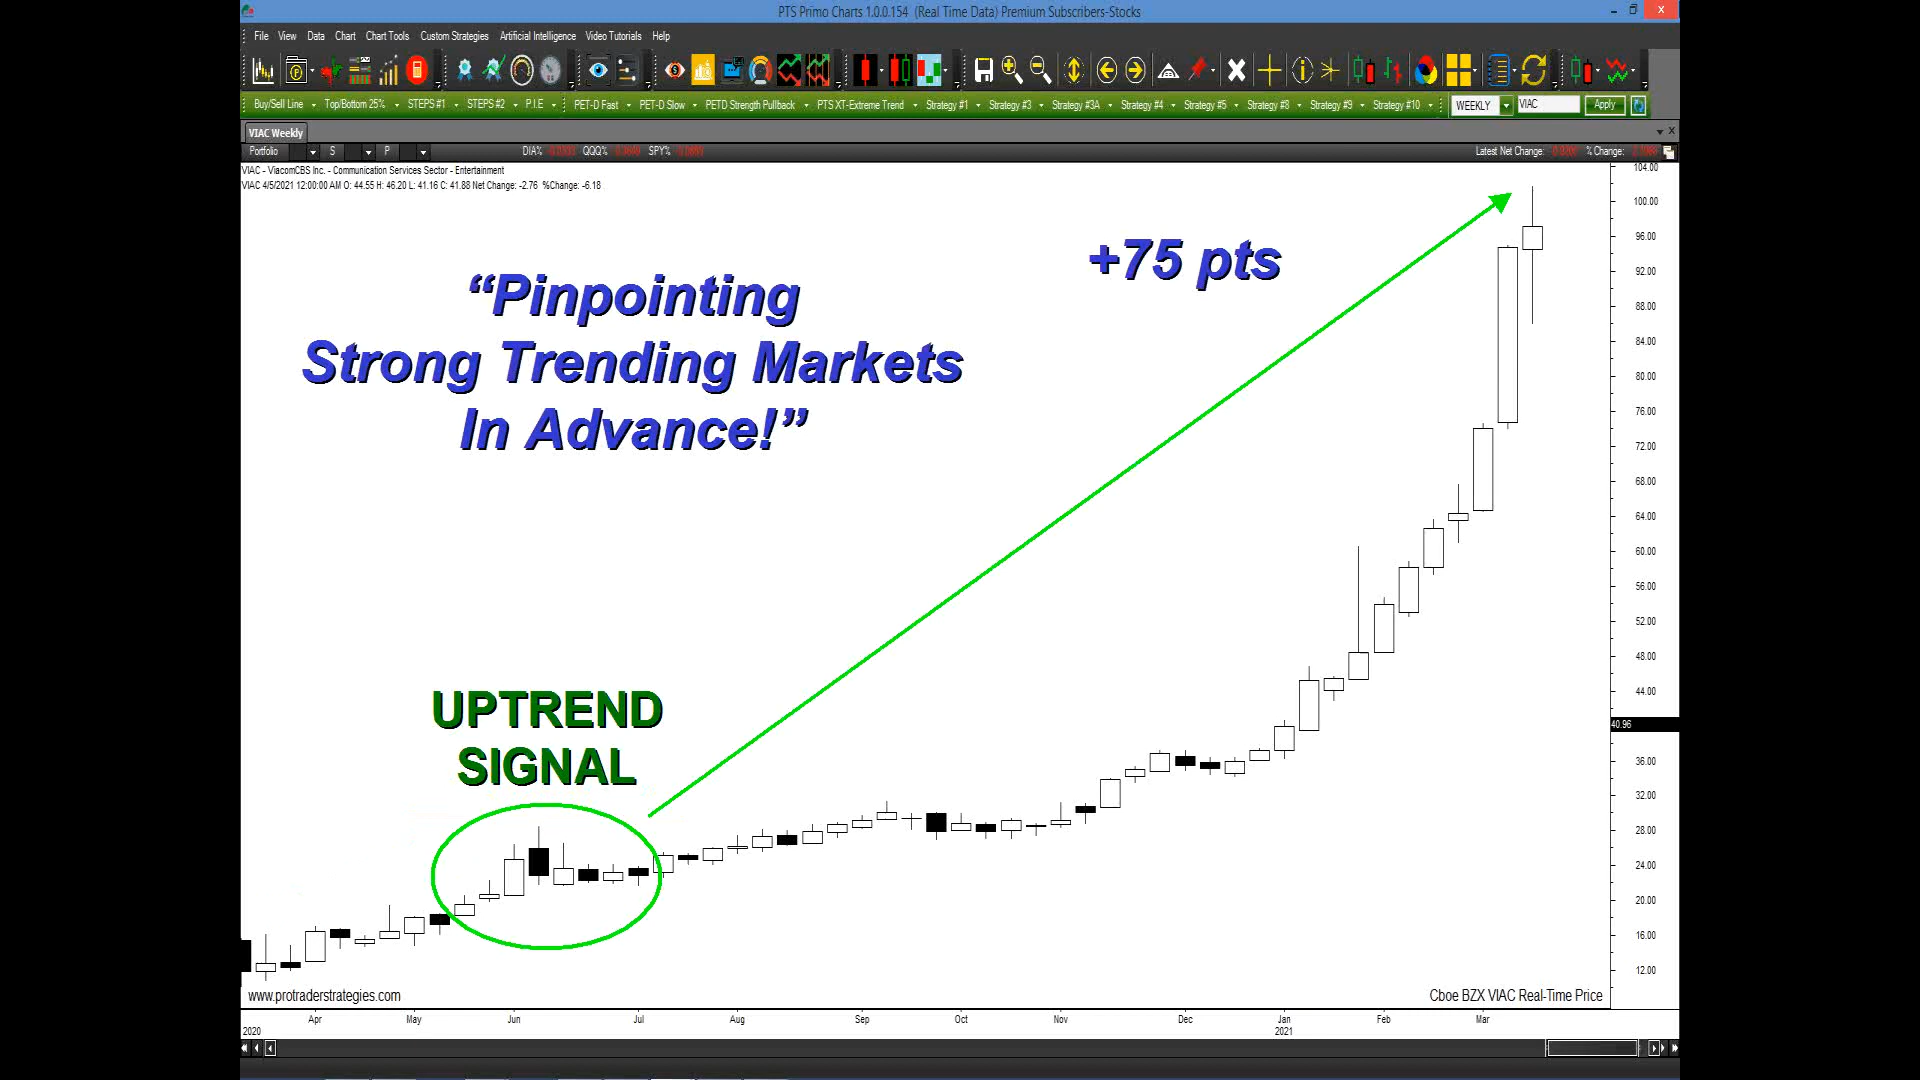 PTS Primo Charts 1.0.0.154 (Real Time Data) Premium Subscribers-Stocks
File View Data Chart Chart Tools Custom Strategies Artificial Intelligence Video Tutorials Help
Buy/Sell Line Top/Bottom 25% STEPS #1 STEPS #2 P.I.E PET-D Fast PET-D Slow PETD Strength Pullback PTS XT-Extreme Trend Strategy #1 Strategy #3 Strategy #3A Strategy #4 Strategy #5 Strategy #8 Strategy #9 Strategy #10 WEEKLY VIAC Apply
VIAC Weekly
Portfolio S P DIA% QQQ% SPY% Latest Net Change: % Change:
VIAC - ViacomCBS Inc. - Communication Services Sector - Entertainment
VIAC 4/5/2021 12:00:00 AM O: 44.55 H: 46.20 L: 41.16 C: 41.88 Net Change: -2.76 %Change: -6.18
“Pinpointing
Strong Trending Markets
In Advance!”
+75 pts
UPTREND
SIGNAL
104.00
100.00
96.00
92.00
88.00
84.00
80.00
76.00
72.00
68.00
64.00
60.00
56.00
52.00
48.00
44.00
40.96
36.00
32.00
28.00
24.00
20.00
16.00
12.00
www.protraderstrategies.com
Cboe BZX VIAC Real-Time Price
Apr May Jun Jul Aug Sep Oct Nov Dec Jan Feb Mar
2020 2021